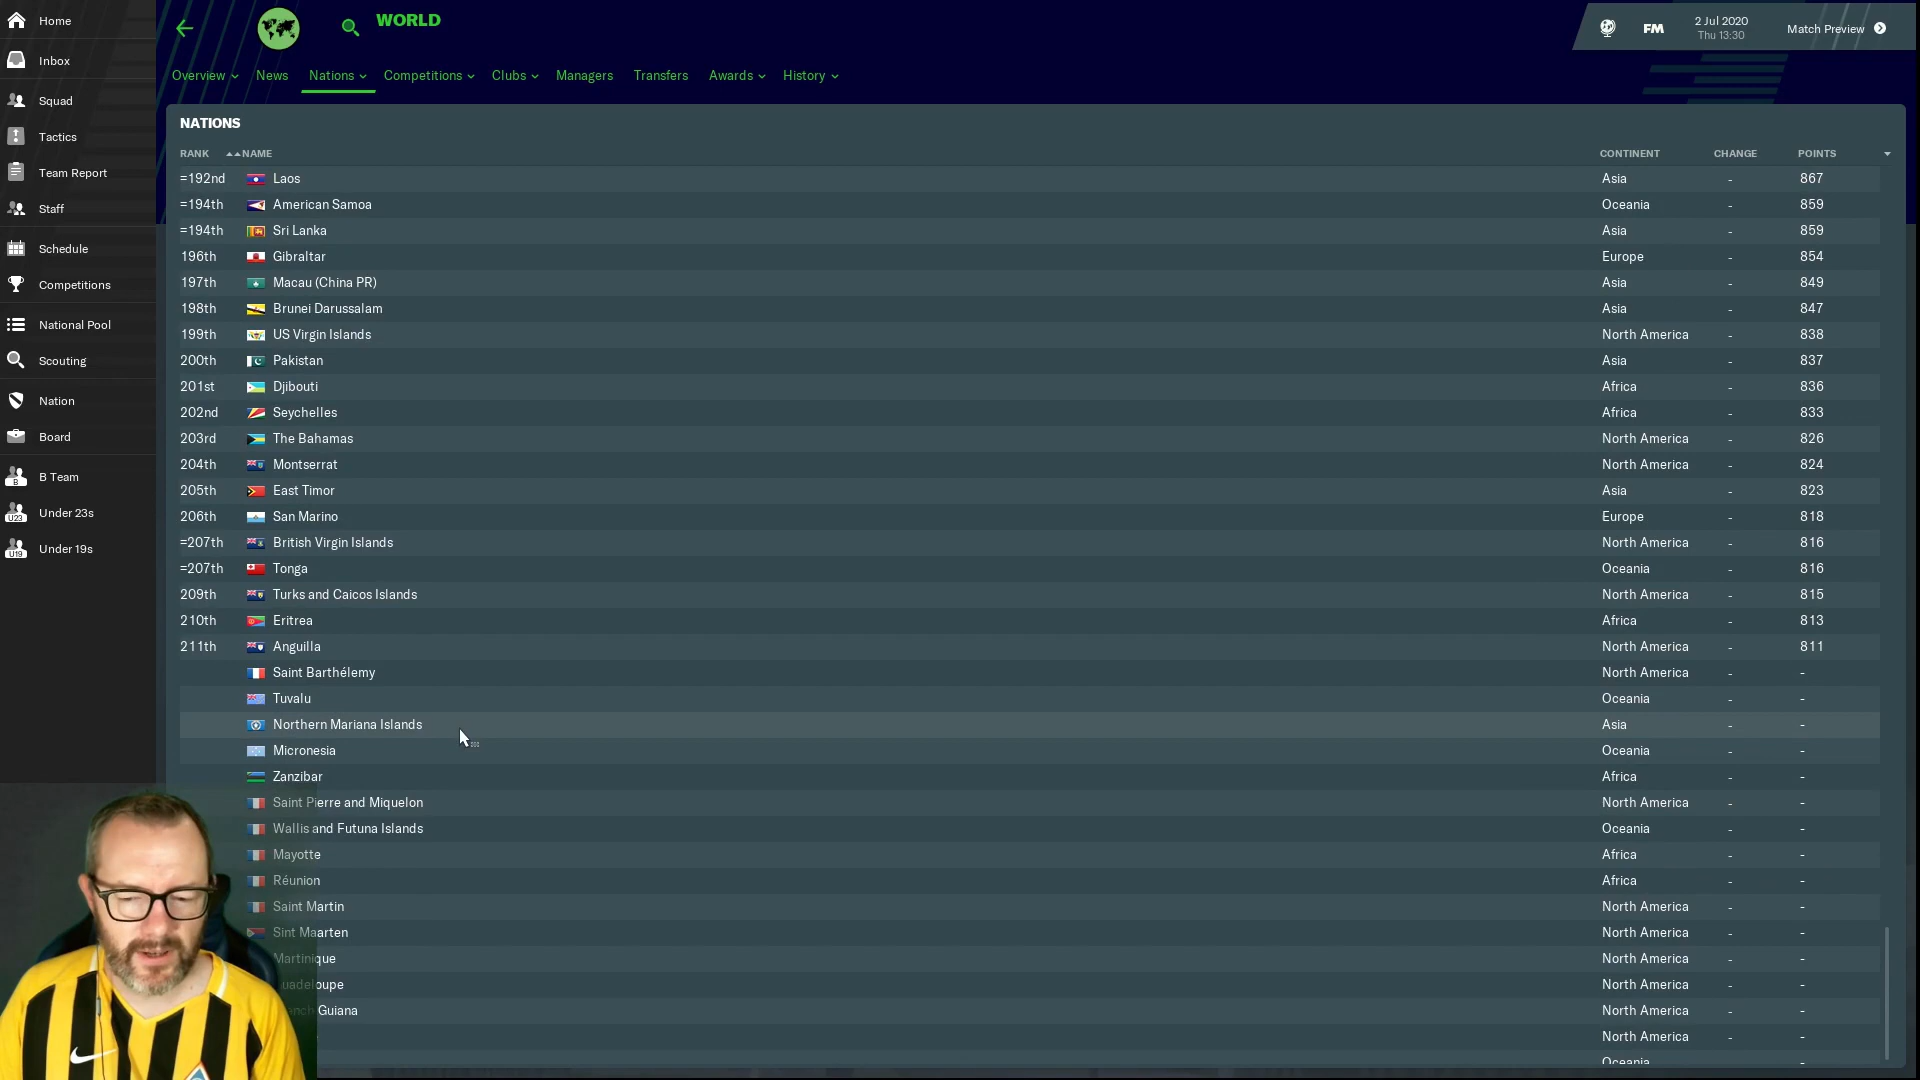 Home
Inbox
Squad
Tactics
Team Report
Staff
Schedule
Competitions
National Pool
Scouting
Nation
Board
B
B Team
U23
Under 23s
U19
Under 19s
WORLD
FM
2 Jul 2020
Thu 13:30
Match Preview
Overview News Nations Competitions Clubs Managers Transfers Awards History
NATIONS
RANK NAME CONTINENT CHANGE POINTS
=192nd Laos Asia - 867
=194th American Samoa Oceania - 859
=194th Sri Lanka Asia - 859
196th Gibraltar Europe - 854
197th Macau (China PR) Asia - 849
198th Brunei Darussalam Asia - 847
199th US Virgin Islands North America - 838
200th Pakistan Asia - 837
201st Djibouti Africa - 836
202nd Seychelles Africa - 833
203rd The Bahamas North America - 826
204th Montserrat North America - 824
205th East Timor Asia - 823
206th San Marino Europe - 818
=207th British Virgin Islands North America - 816
=207th Tonga Oceania - 816
209th Turks and Caicos Islands North America - 815
210th Eritrea Africa - 813
211th Anguilla North America - 811
Saint Barthélemy North America - -
Tuvalu Oceania - -
Northern Mariana Islands Asia - -
Micronesia Oceania - -
Zanzibar Africa - -
Saint Pierre and Miquelon North America - -
Wallis and Futuna Islands Oceania - -
Mayotte Africa - -
Réunion Africa - -
Saint Martin North America - -
Sint Maarten North America - -
Martinique North America - -
uadeloupe North America - -
Guiana North America - -
North America - -
Oceania - -